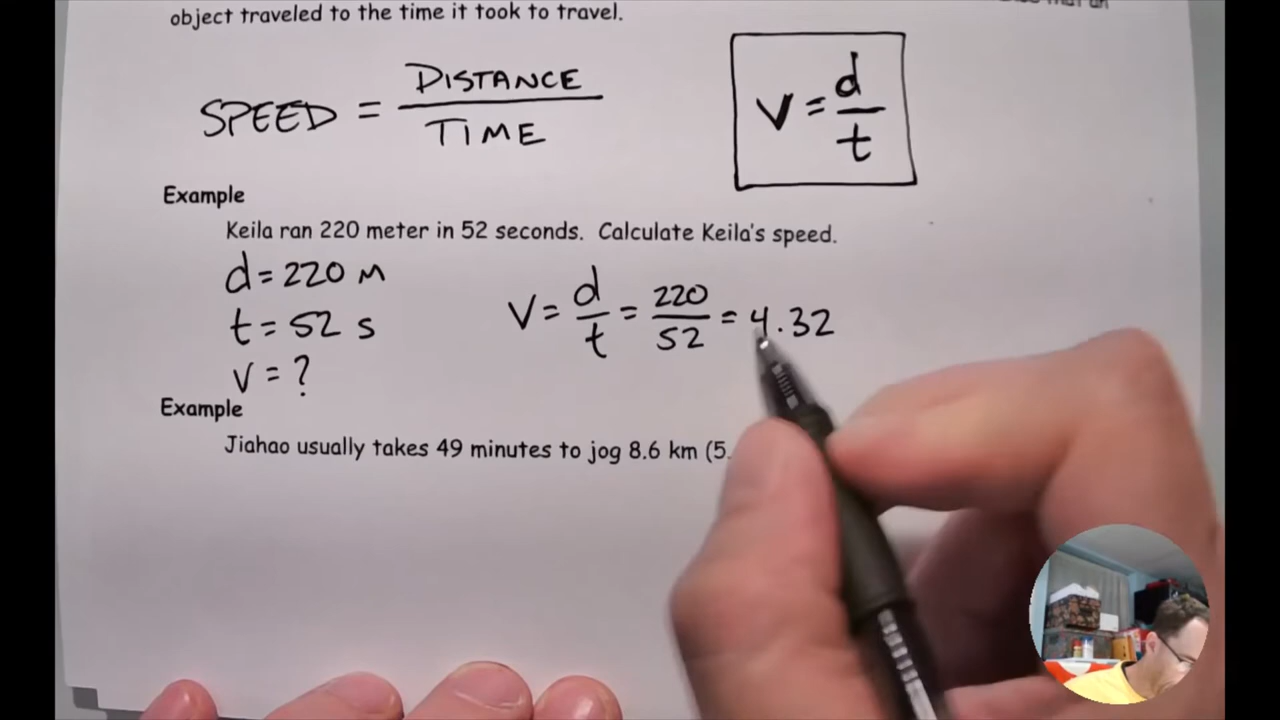 object traveled to the time it took to travel.
SPEED = DISTANCE / TIME
V = d / t
Example
Keila ran 220 meter in 52 seconds. Calculate Keila's speed.
d = 220 m
t = 52 s
v = ?
V = d / t = 220 / 52 = 4.32
Example
Jiahao usually takes 49 minutes to jog 8.6 km (5.